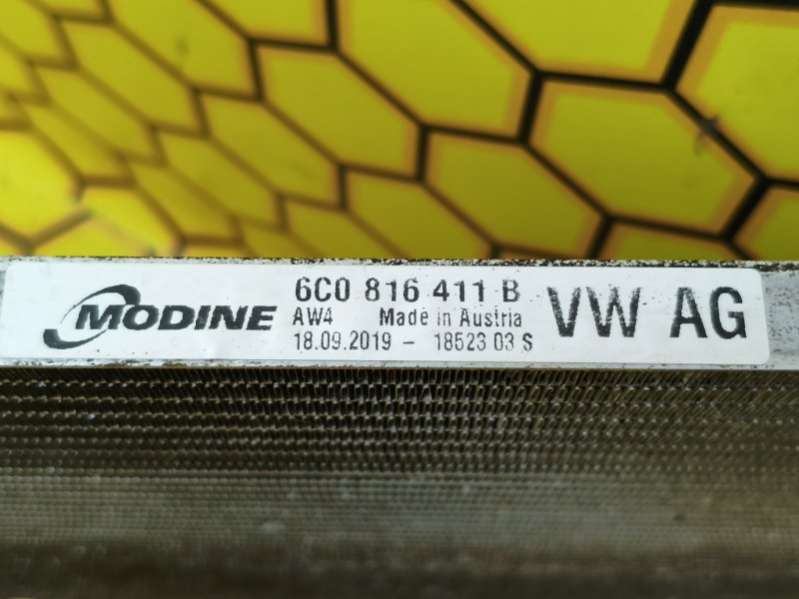 MODINE
6C0 816 411 B
AW4 Made in Austria
18.09.2019 - 18523 03 S
VW AG